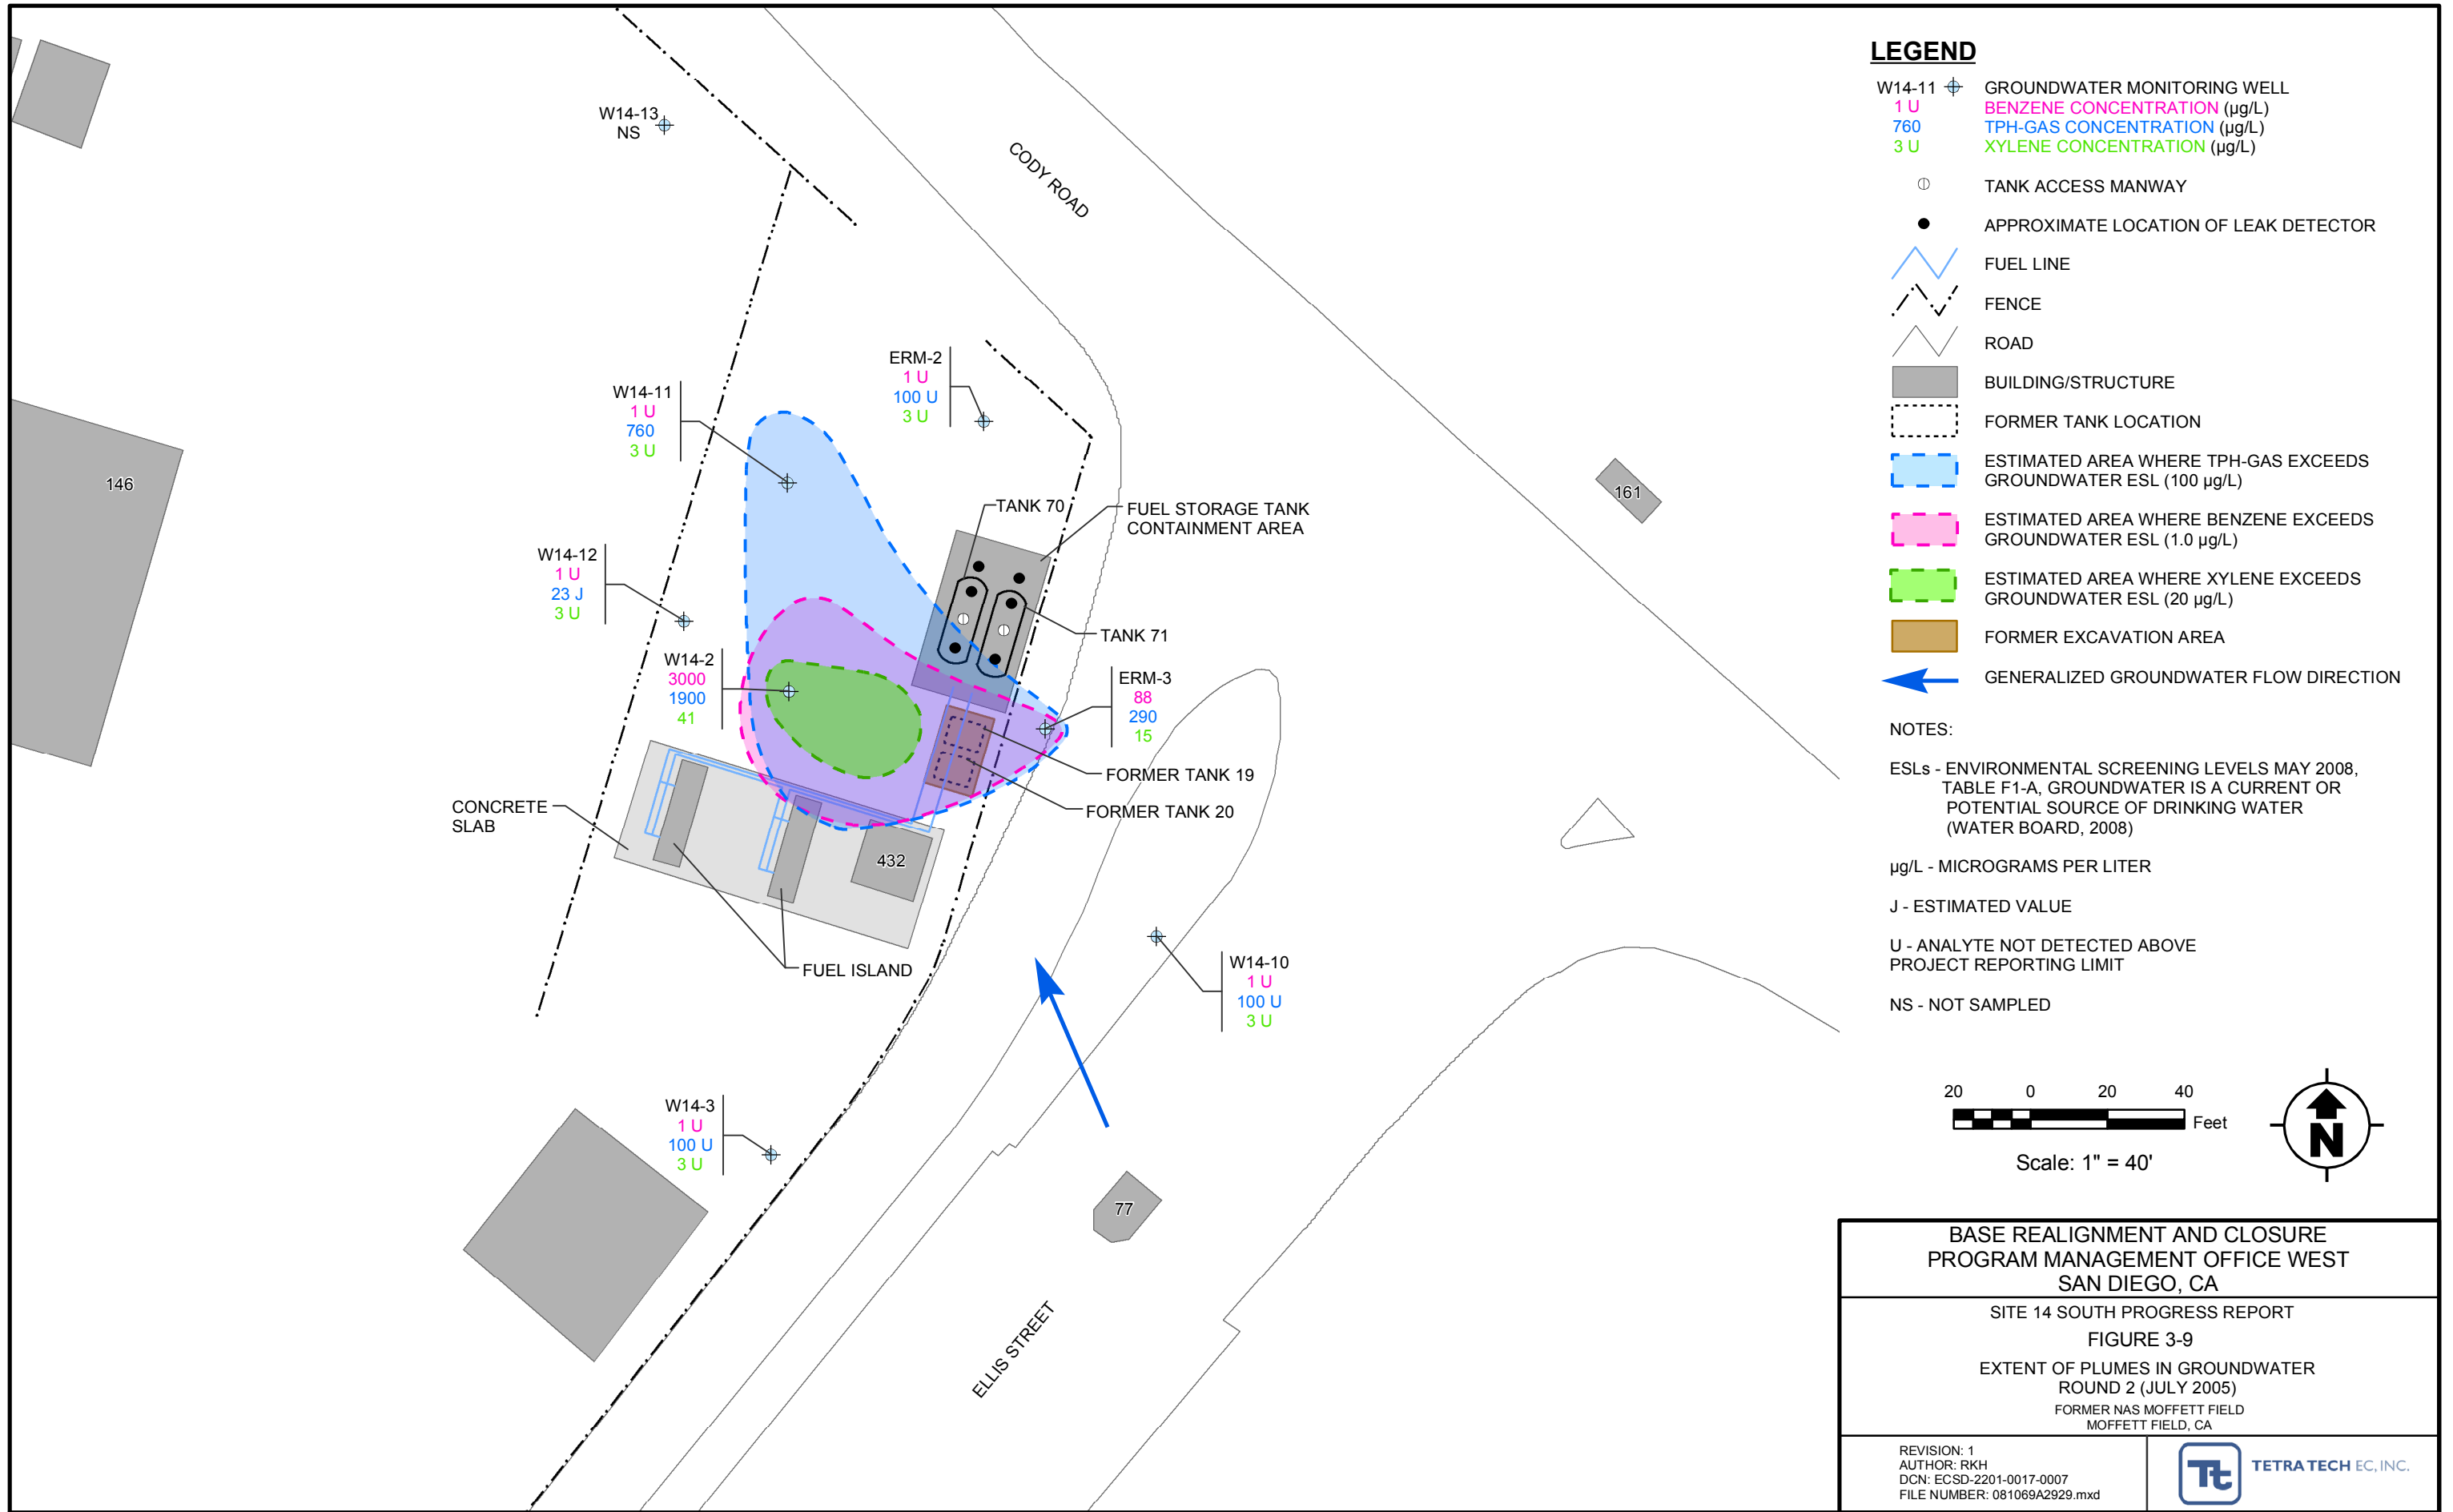 W14-13
NS
CODY ROAD
ERM-2
1 U
100 U
3 U
W14-11
1 U
760
3 U
146
161
TANK 70
FUEL STORAGE TANK
CONTAINMENT AREA
W14-12
1 U
23 J
3 U
TANK 71
W14-2
3000
1900
41
ERM-3
88
290
15
FORMER TANK 19
FORMER TANK 20
CONCRETE
SLAB
432
FUEL ISLAND
W14-10
1 U
100 U
3 U
W14-3
1 U
100 U
3 U
77
ELLIS STREET
LEGEND
W14-11 GROUNDWATER MONITORING WELL
1 U BENZENE CONCENTRATION (µg/L)
760 TPH-GAS CONCENTRATION (µg/L)
3 U XYLENE CONCENTRATION (µg/L)
TANK ACCESS MANWAY
APPROXIMATE LOCATION OF LEAK DETECTOR
FUEL LINE
FENCE
ROAD
BUILDING/STRUCTURE
FORMER TANK LOCATION
ESTIMATED AREA WHERE TPH-GAS EXCEEDS
GROUNDWATER ESL (100 µg/L)
ESTIMATED AREA WHERE BENZENE EXCEEDS
GROUNDWATER ESL (1.0 µg/L)
ESTIMATED AREA WHERE XYLENE EXCEEDS
GROUNDWATER ESL (20 µg/L)
FORMER EXCAVATION AREA
GENERALIZED GROUNDWATER FLOW DIRECTION
NOTES:
ESLs - ENVIRONMENTAL SCREENING LEVELS MAY 2008,
TABLE F1-A, GROUNDWATER IS A CURRENT OR
POTENTIAL SOURCE OF DRINKING WATER
(WATER BOARD, 2008)
µg/L - MICROGRAMS PER LITER
J - ESTIMATED VALUE
U - ANALYTE NOT DETECTED ABOVE
PROJECT REPORTING LIMIT
NS - NOT SAMPLED
20 0 20 40
Feet
Scale: 1" = 40'
N
BASE REALIGNMENT AND CLOSURE
PROGRAM MANAGEMENT OFFICE WEST
SAN DIEGO, CA
SITE 14 SOUTH PROGRESS REPORT
FIGURE 3-9
EXTENT OF PLUMES IN GROUNDWATER
ROUND 2 (JULY 2005)
FORMER NAS MOFFETT FIELD
MOFFETT FIELD, CA
REVISION: 1
AUTHOR: RKH
DCN: ECSD-2201-0017-0007
FILE NUMBER: 081069A2929.mxd
Tt
TETRA TECH EC, INC.